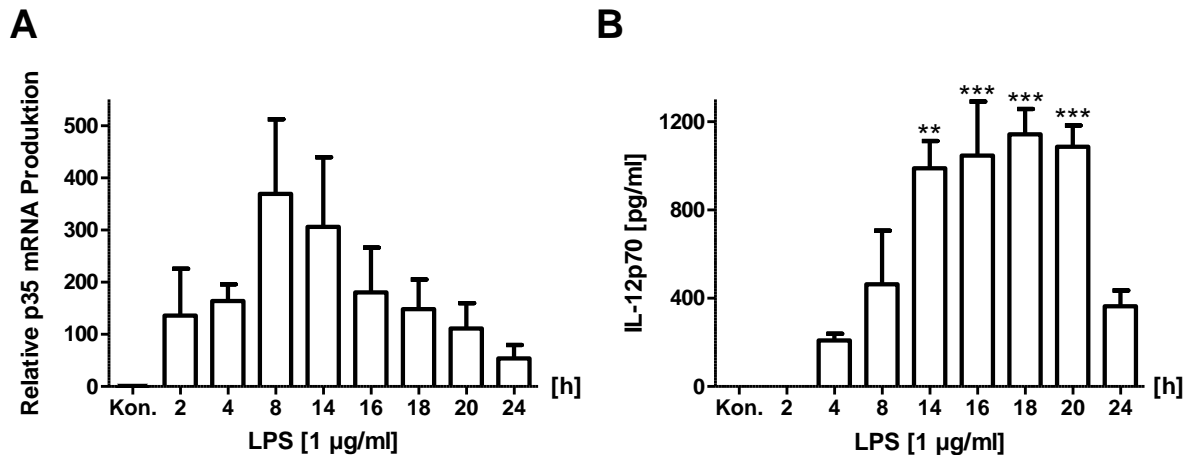 A
Relative p35 mRNA Produktion
500
400
300
200
100
0
Kon. 2 4 8 14 16 18 20 24 [h]
LPS [1 µg/ml]
B
IL-12p70 [pg/ml]
1200
800
400
0
** *** *** ***
Kon. 2 4 8 14 16 18 20 24 [h]
LPS [1 µg/ml]